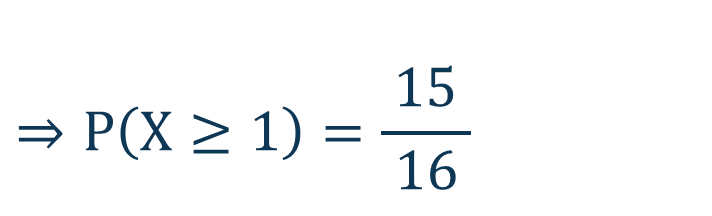 ⇒ P(X ≥ 1) = 15/16